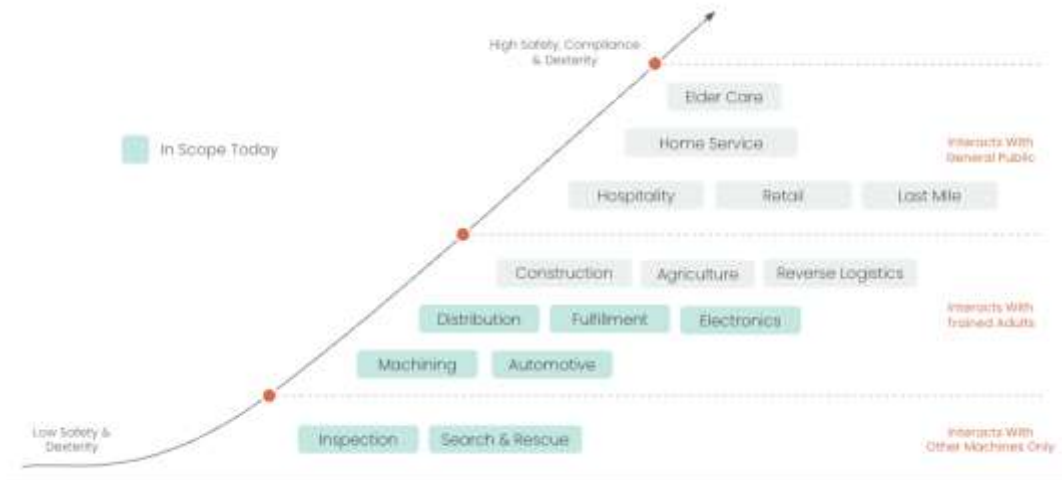 High Safety, Compliance
& Dexterity
Elder Care
In Scope Today
Home Service
Interacts With
General Public
Hospitality
Retail
Last Mile
Construction
Agriculture
Reverse Logistics
Distribution
Fulfillment
Electronics
Interacts With
Trained Adults
Machining
Automotive
Low Safety &
Dexterity
Inspection
Search & Rescue
Interacts With
Other Machines Only